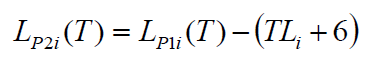 L_{P2i}(T) = L_{P1i}(T) − (TL_i + 6)